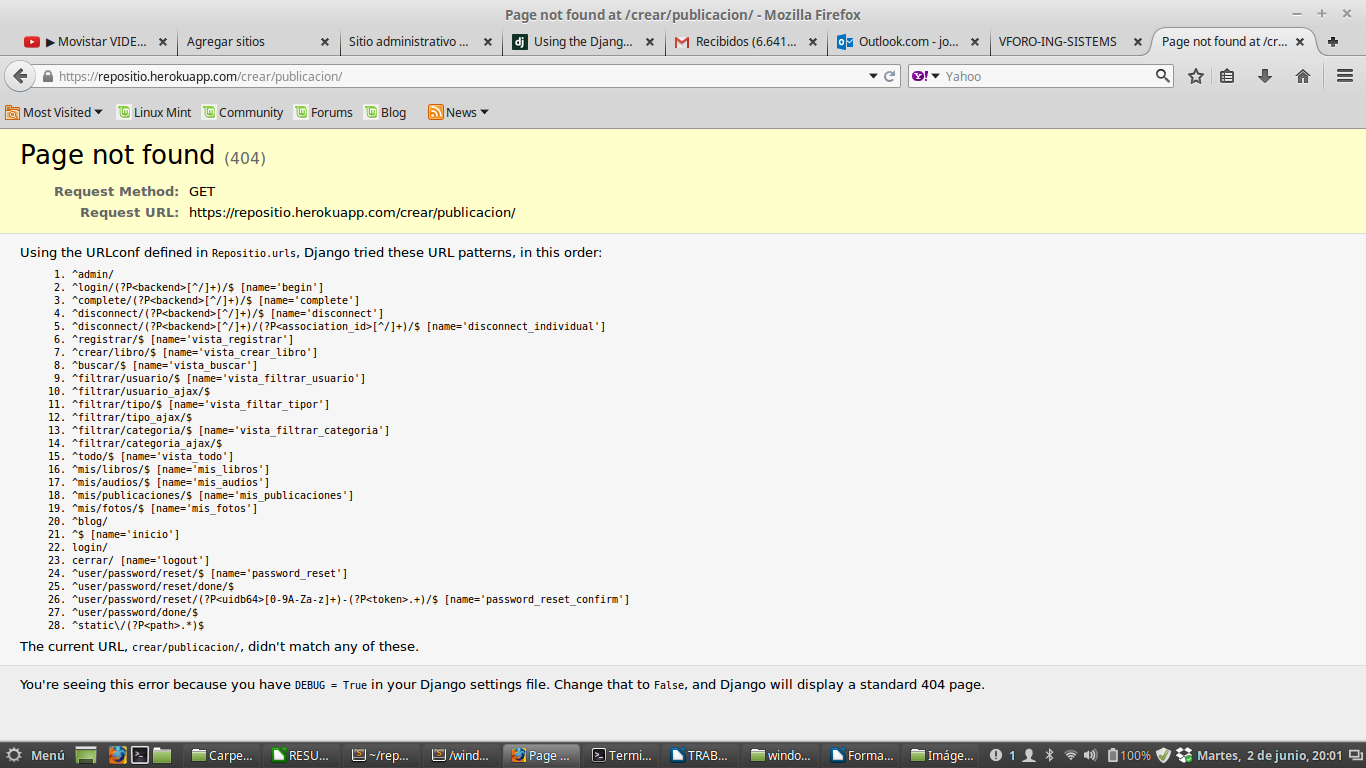 Page not found at /crear/publicacion/ - Mozilla Firefox
▶ Movistar VIDE... Agregar sitios Sitio administrativo ... Using the Djang... Recibidos (6.641... Outlook.com - jo... VFORO-ING-SISTEMS Page not found at /cr...
https://repositio.herokuapp.com/crear/publicacion/ Yahoo
Most Visited Linux Mint Community Forums Blog News
Page not found (404)
Request Method: GET
Request URL: https://repositio.herokuapp.com/crear/publicacion/
Using the URLconf defined in Repositio.urls, Django tried these URL patterns, in this order:
1. ^admin/
2. ^login/(?P<backend>[^/]+)/$ [name='begin']
3. ^complete/(?P<backend>[^/]+)/$ [name='complete']
4. ^disconnect/(?P<backend>[^/]+)/$ [name='disconnect']
5. ^disconnect/(?P<backend>[^/]+)/(?P<association_id>[^/]+)/$ [name='disconnect_individual']
6. ^registrar/$ [name='vista_registrar']
7. ^crear/libro/$ [name='vista_crear_libro']
8. ^buscar/$ [name='vista_buscar']
9. ^filtrar/usuario/$ [name='vista_filtrar_usuario']
10. ^filtrar/usuario_ajax/$
11. ^filtrar/tipo/$ [name='vista_filtar_tipor']
12. ^filtrar/tipo_ajax/$
13. ^filtrar/categoria/$ [name='vista_filtrar_categoria']
14. ^filtrar/categoria_ajax/$
15. ^todo/$ [name='vista_todo']
16. ^mis/libros/$ [name='mis_libros']
17. ^mis/audios/$ [name='mis_audios']
18. ^mis/publicaciones/$ [name='mis_publicaciones']
19. ^mis/fotos/$ [name='mis_fotos']
20. ^blog/
21. ^$ [name='inicio']
22. login/
23. cerrar/ [name='logout']
24. ^user/password/reset/$ [name='password_reset']
25. ^user/password/reset/done/$
26. ^user/password/reset/(?P<uidb64>[0-9A-Za-z]+)-(?P<token>.+)/$ [name='password_reset_confirm']
27. ^user/password/done/$
28. ^static\/(?P<path>.*)$
The current URL, crear/publicacion/, didn't match any of these.
You're seeing this error because you have DEBUG = True in your Django settings file. Change that to False, and Django will display a standard 404 page.
Menú Carpe... RESU... ~/rep... /wind... Page ... Termi... TRAB... windo... Forma... Imáge... 1 100% Martes, 2 de junio, 20:01